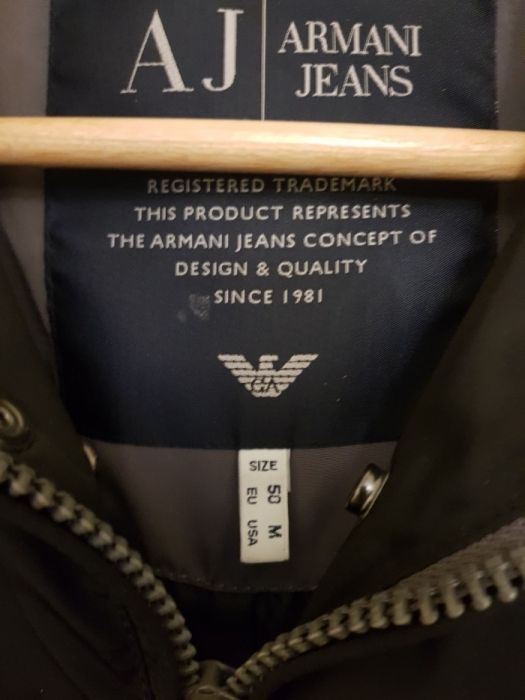 AJ
ARMANI
JEANS
REGISTERED TRADEMARK
THIS PRODUCT REPRESENTS
THE ARMANI JEANS CONCEPT OF
DESIGN & QUALITY
SINCE 1981
GA
SIZE
50 M
EU USA